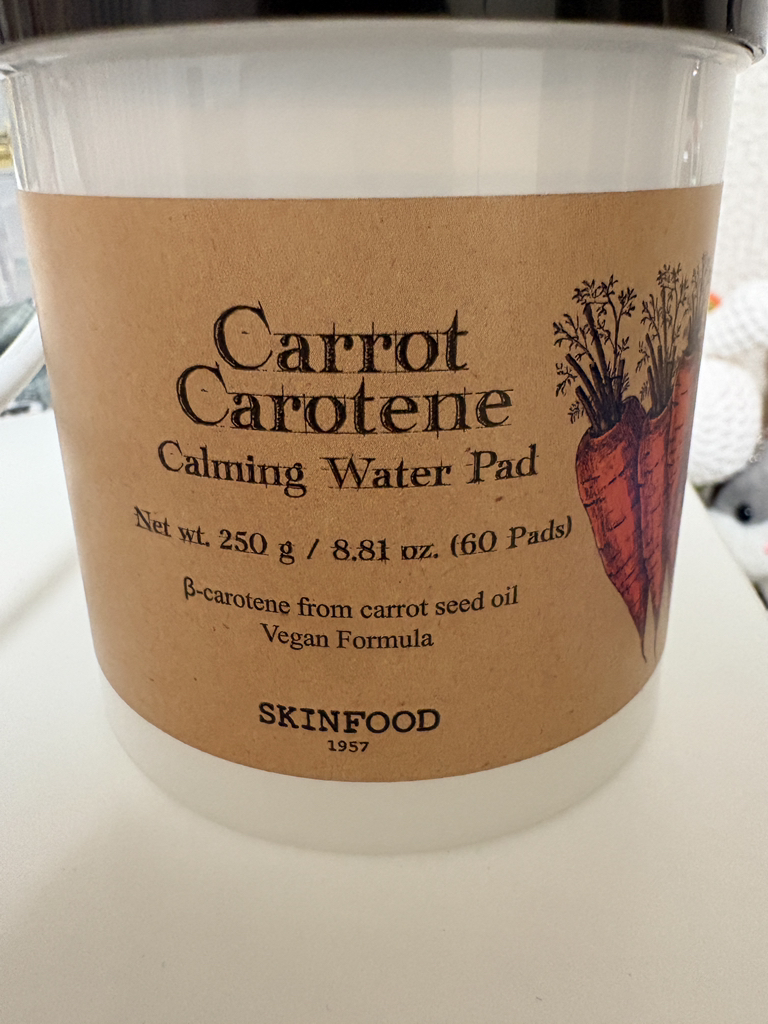 Carrot
Carotene
Calming Water Pad
Net wt. 250 g / 8.81 oz. (60 Pads)
β-carotene from carrot seed oil
Vegan Formula
SKINFOOD
1957